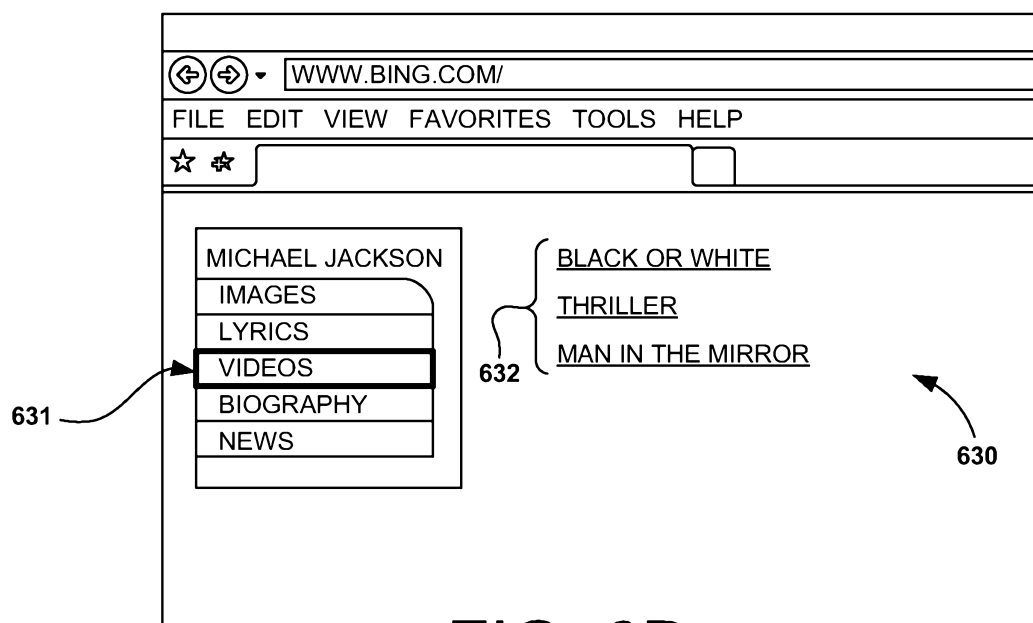 WWW.BING.COM/
FILE EDIT VIEW FAVORITES TOOLS HELP
MICHAEL JACKSON
IMAGES
LYRICS
VIDEOS
BIOGRAPHY
NEWS
BLACK OR WHITE
THRILLER
MAN IN THE MIRROR
631
632
630